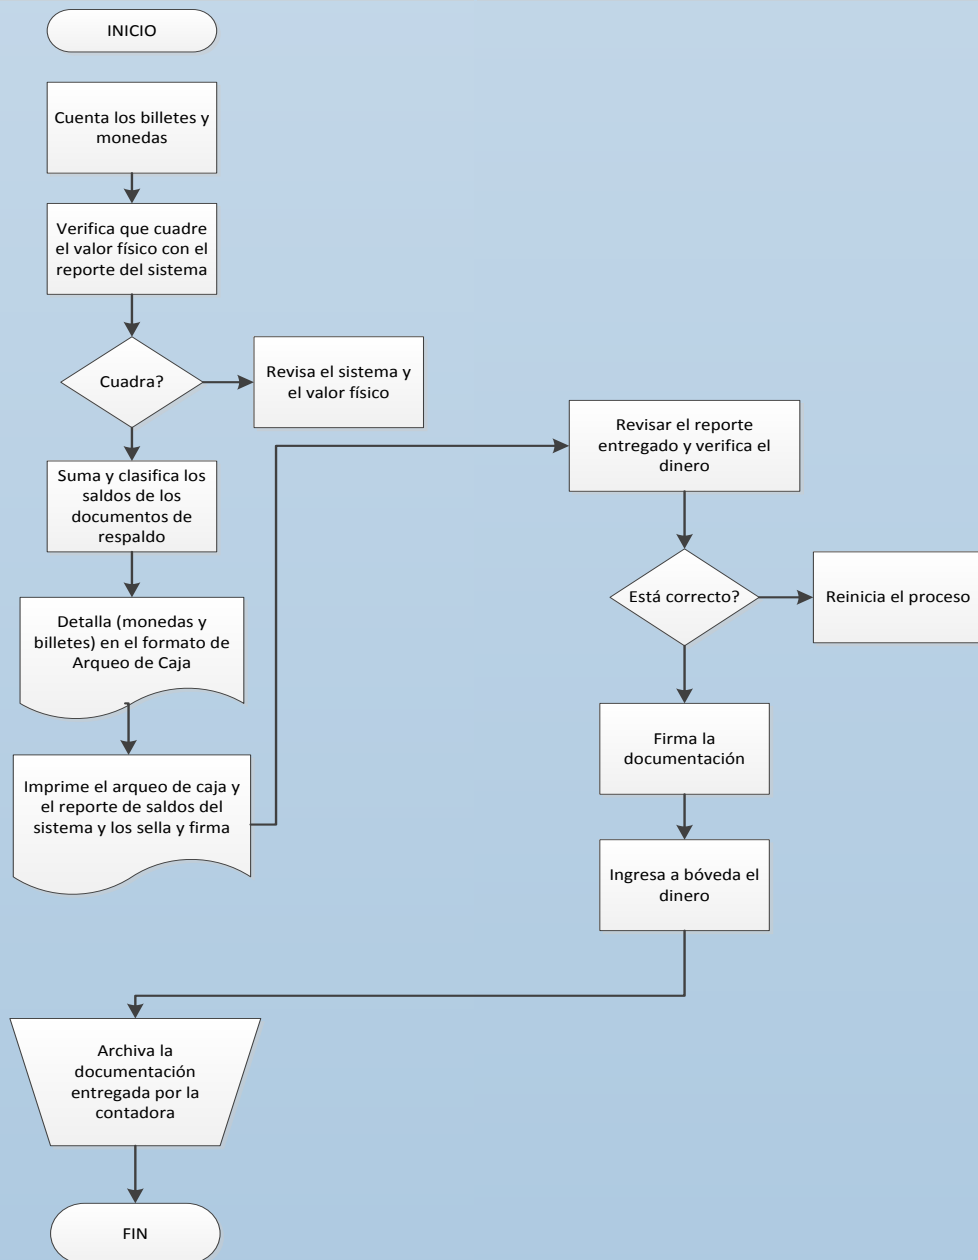 INICIO
Cuenta los billetes y
monedas
Verifica que cuadre
el valor físico con el
reporte del sistema
Cuadra?
Revisa el sistema y
el valor físico
Suma y clasifica los
saldos de los
documentos de
respaldo
Detalla (monedas y
billetes) en el formato de
Arqueo de Caja
Imprime el arqueo de caja y
el reporte de saldos del
sistema y los sella y firma
Revisar el reporte
entregado y verifica el
dinero
Está correcto?
Reinicia el proceso
Firma la
documentación
Ingresa a bóveda el
dinero
Archiva la
documentación
entregada por la
contadora
FIN